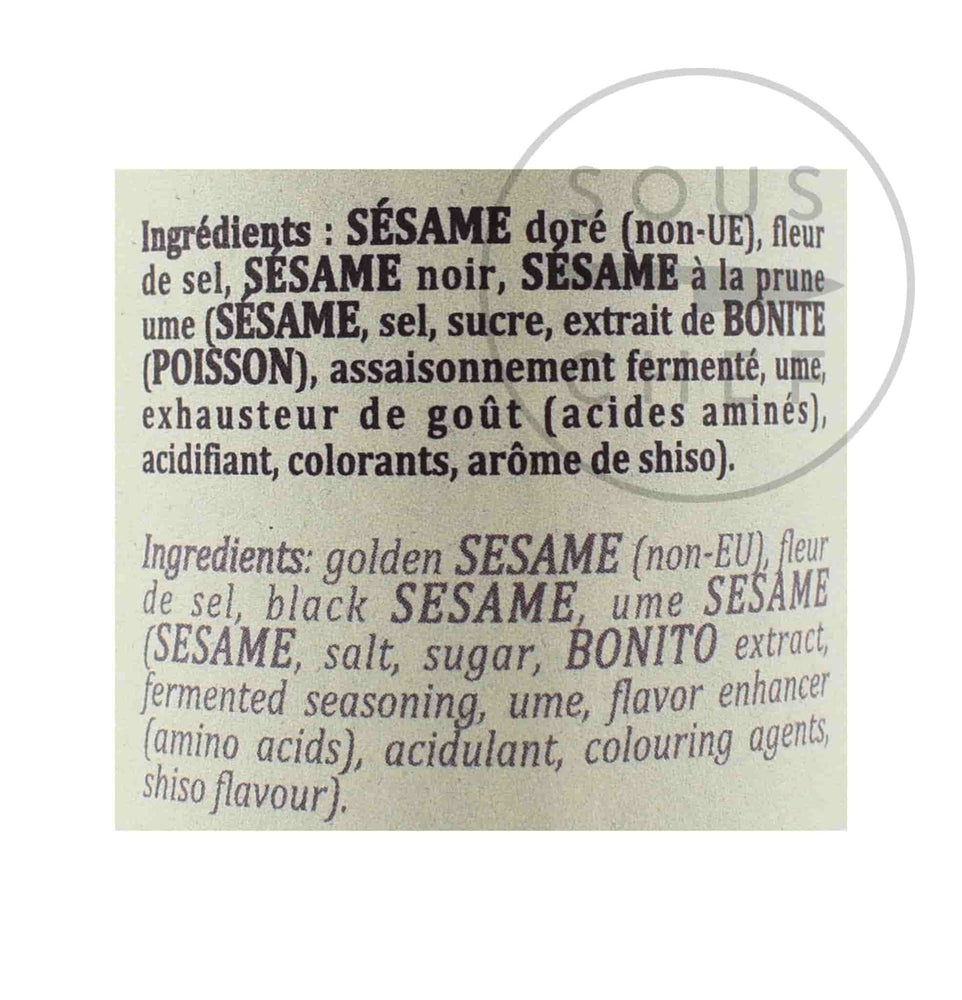 SOUS
CHEF
Ingrédients : SÉSAME doré (non-UE), fleur
de sel, SÉSAME noir, SÉSAME à la prune
ume (SÉSAME, sel, sucre, extrait de BONITE
(POISSON), assaisonnement fermenté, ume,
exhausteur de goût (acides aminés),
acidifiant, colorants, arôme de shiso).
Ingredients: golden SESAME (non-EU), fleur
de sel, black SESAME, ume SESAME
(SESAME, salt, sugar, BONITO extract,
fermented seasoning, ume, flavor enhancer
(amino acids), acidulant, colouring agents,
shiso flavour).